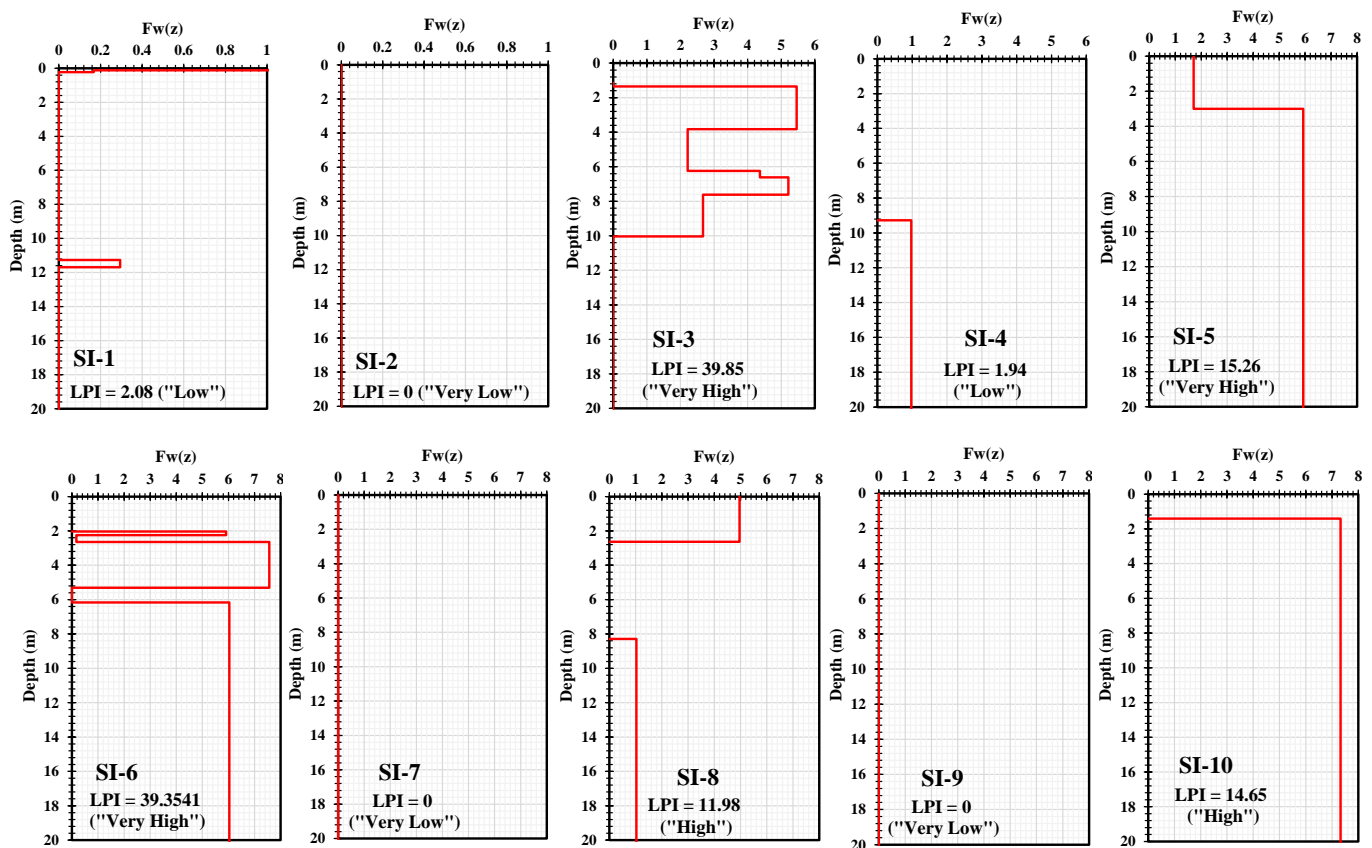 Fw(z)
0 0.2 0.4 0.6 0.8 1
0
2
4
6
8
10
12
14
16
18
20
Depth (m)
SI-1
LPI = 2.08 ("Low")
Fw(z)
0 0.2 0.4 0.6 0.8 1
0
2
4
6
8
10
12
14
16
18
20
Depth (m)
SI-2
LPI = 0 ("Very Low")
Fw(z)
0 1 2 3 4 5 6
0
2
4
6
8
10
12
14
16
18
20
Depth (m)
SI-3
LPI = 39.85
("Very High")
Fw(z)
0 1 2 3 4 5 6
0
2
4
6
8
10
12
14
16
18
20
Depth (m)
SI-4
LPI = 1.94
("Low")
Fw(z)
0 1 2 3 4 5 6 7 8
0
2
4
6
8
10
12
14
16
18
20
Depth (m)
SI-5
LPI = 15.26
("Very High")
Fw(z)
0 1 2 3 4 5 6 7 8
0
2
4
6
8
10
12
14
16
18
20
Depth (m)
SI-6
LPI = 39.3541
("Very High")
Fw(z)
0 1 2 3 4 5 6 7 8
0
2
4
6
8
10
12
14
16
18
20
Depth (m)
SI-7
LPI = 0
("Very Low")
Fw(z)
0 1 2 3 4 5 6 7 8
0
2
4
6
8
10
12
14
16
18
20
Depth (m)
SI-8
LPI = 11.98
("High")
Fw(z)
0 1 2 3 4 5 6 7 8
0
2
4
6
8
10
12
14
16
18
20
Depth (m)
SI-9
LPI = 0
("Very Low")
Fw(z)
0 1 2 3 4 5 6 7 8
0
2
4
6
8
10
12
14
16
18
20
Depth (m)
SI-10
LPI = 14.65
("High")